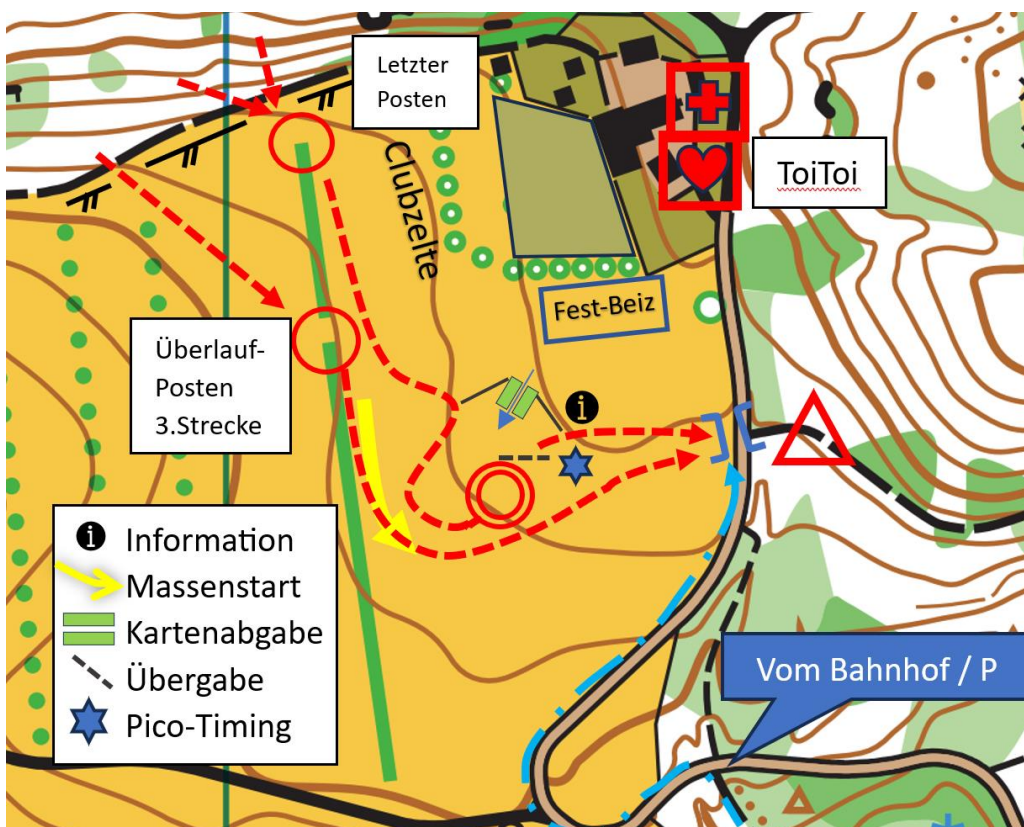 Letzter
Posten
Clubzelte
ToiToi
Fest-Beiz
Überlauf-
Posten
3.Strecke
i
i Information
Massenstart
Kartenabgabe
Übergabe
Pico-Timing
Vom Bahnhof / P